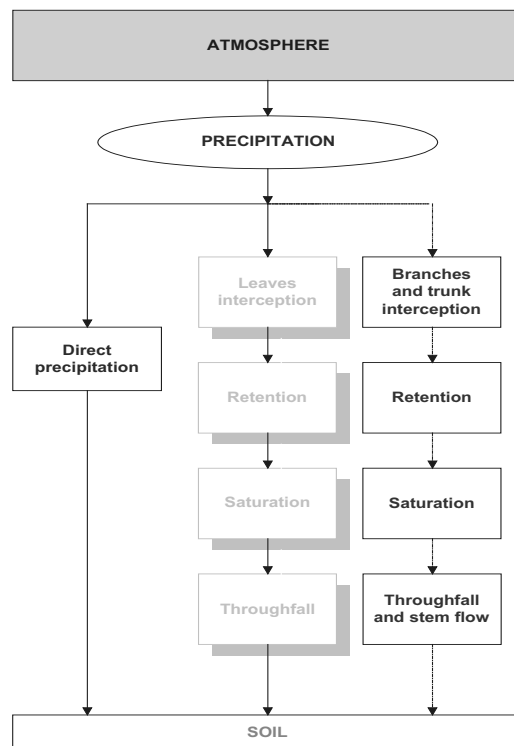 ATMOSPHERE
PRECIPITATION
Direct
precipitation
Leaves
interception
Retention
Saturation
Throughfall
Branches
and trunk
interception
Retention
Saturation
Throughfall
and stem flow
SOIL